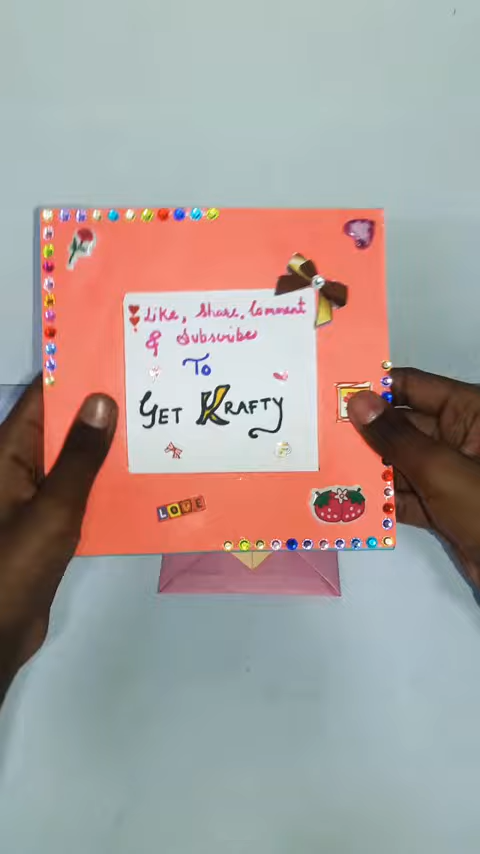 Like, Share, Comment
& Subscribe
To
GET KRAFTY
LOVE